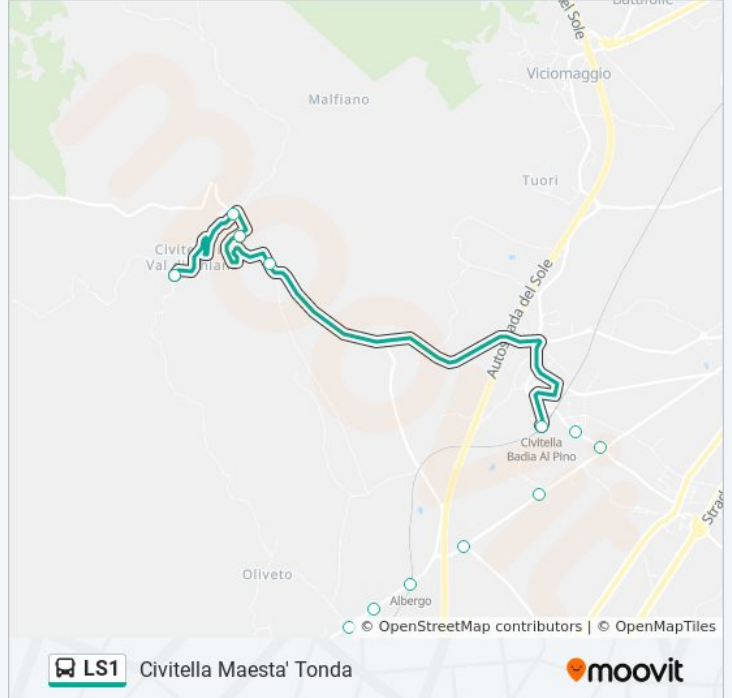 del Sole
Viciomaggio
Malfiano
Tuori
Autostrada del Sole
Civitella
Badia Al Pino
Oliveto
Albergo
© OpenStreetMap contributors | © OpenMapTiles
LS1 Civitella Maesta' Tonda
moovit